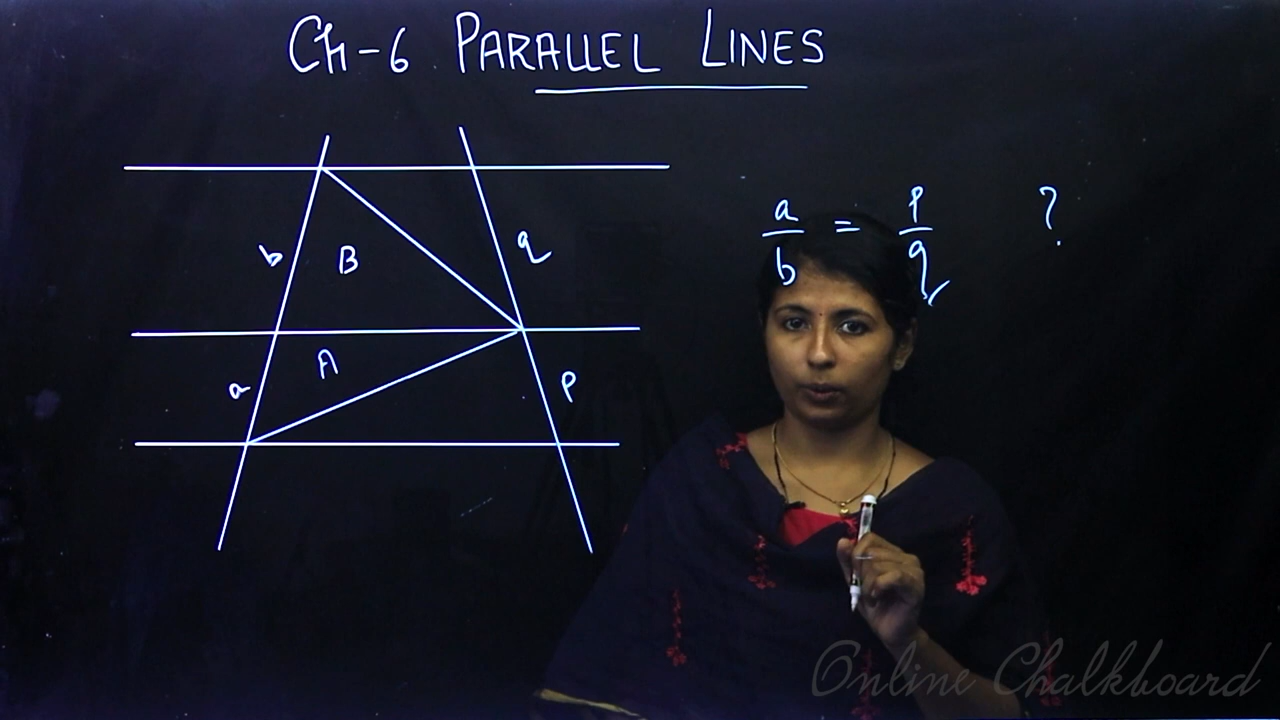 Ch-6 PARALLEL LINES
a/b = p/q ?
b B q
a A p
Online Chalkboard